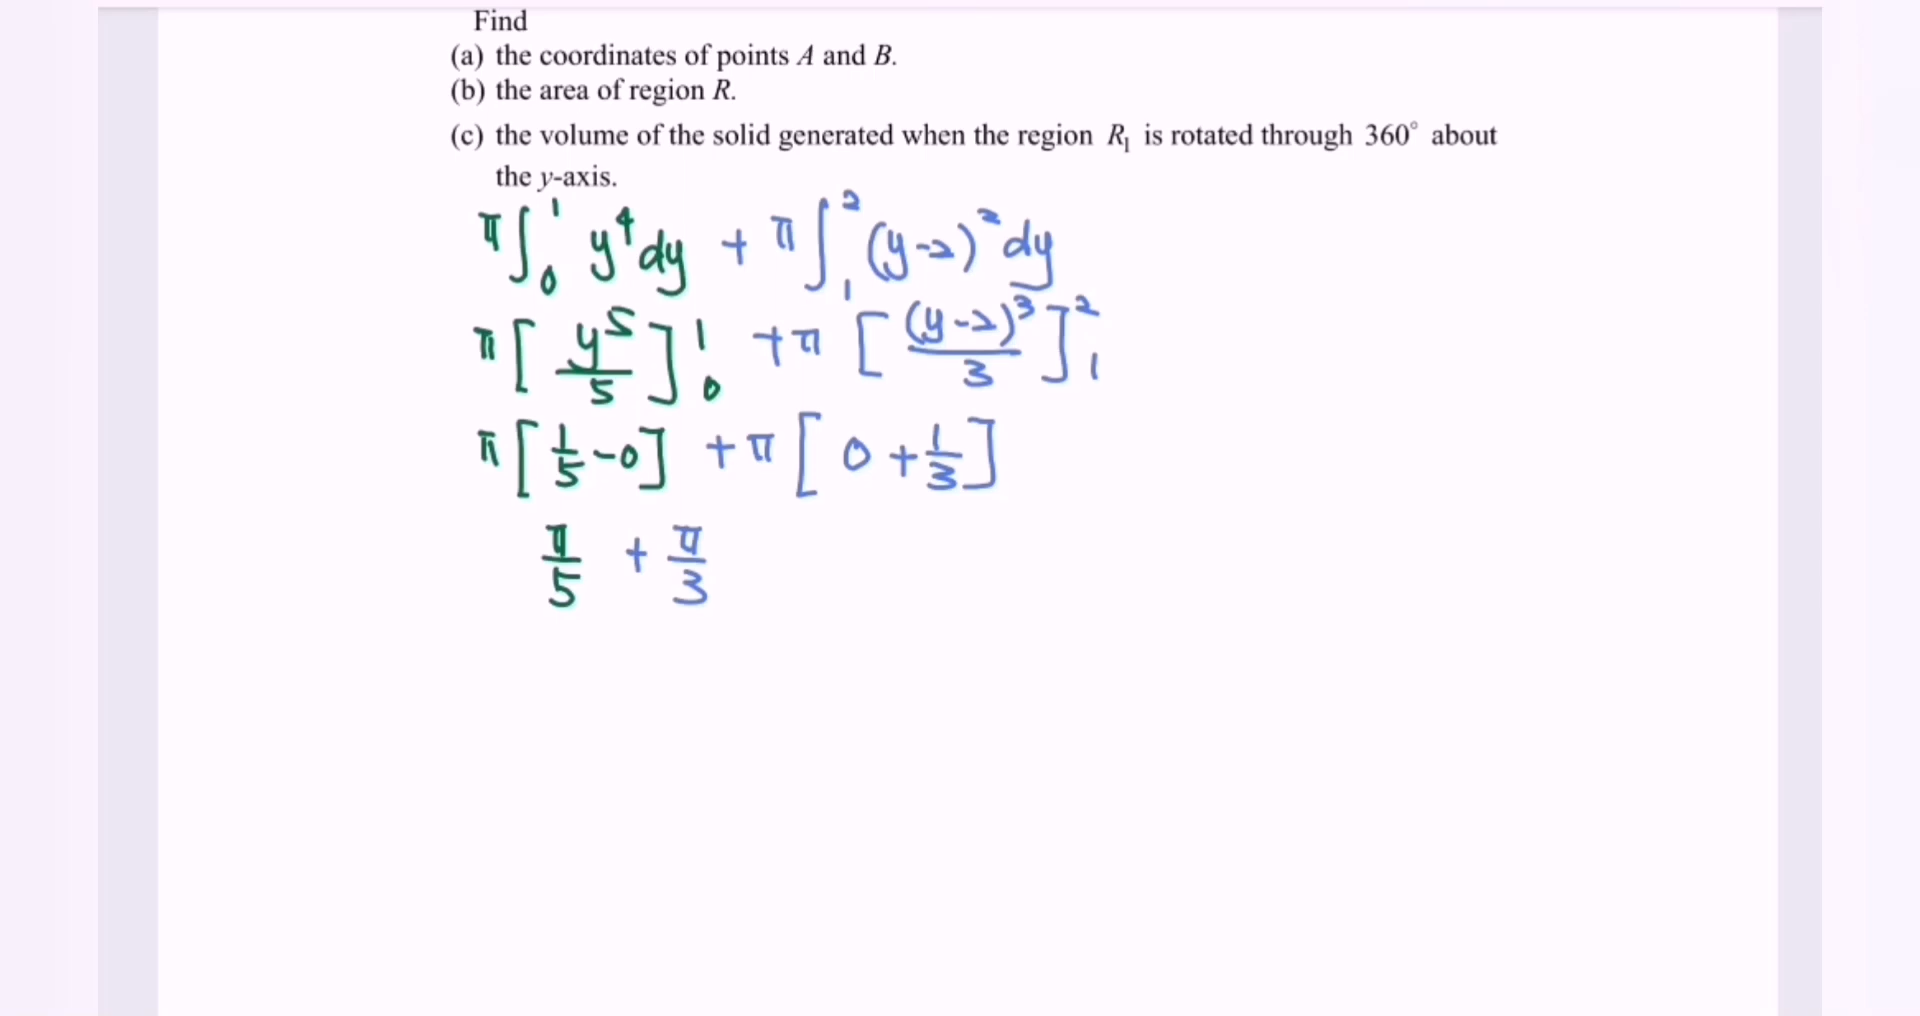 Find
(a) the coordinates of points A and B.
(b) the area of region R.
(c) the volume of the solid generated when the region R₁ is rotated through 360° about
the y-axis.
π∫₀¹ y⁴dy + π∫₁² (y-2)²dy
π[y⁵/5]₀¹ + π[(y-2)³/3]₁²
π[1/5-0] + π[0+1/3]
π/5 + π/3